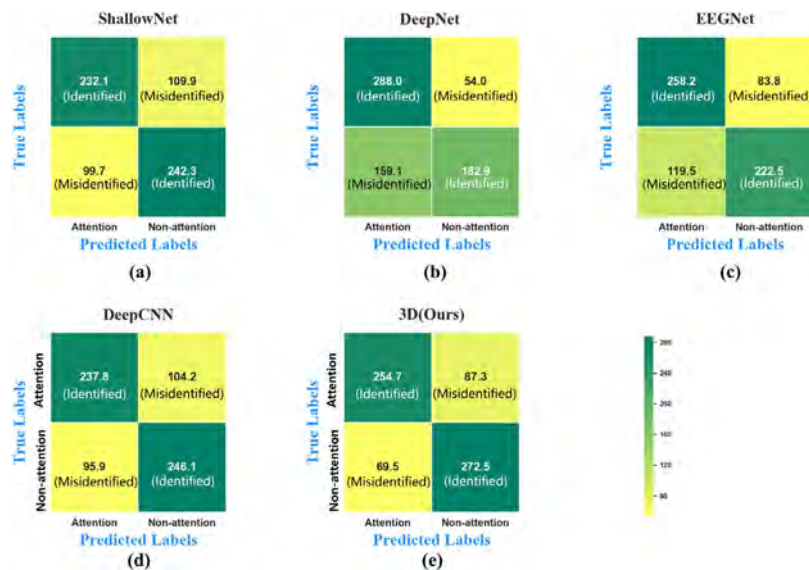 ShallowNet
True Labels
232.1
(Identified)
109.9
(Misidentified)
99.7
(Misidentified)
242.3
(Identified)
Attention
Non-attention
Predicted Labels
(a)
DeepNet
True Labels
288.0
(Identified)
54.0
(Misidentified)
159.1
(Misidentified)
182.9
(Identified)
Attention
Non-attention
Predicted Labels
(b)
EEGNet
True Labels
258.2
(Identified)
83.8
(Misidentified)
119.5
(Misidentified)
222.5
(Identified)
Attention
Non-attention
Predicted Labels
(c)
DeepCNN
True Labels
Attention
Non-attention
237.8
(Identified)
104.2
(Misidentified)
95.9
(Misidentified)
246.1
(Identified)
Attention
Non-attention
Predicted Labels
(d)
3D(Ours)
True Labels
Attention
Non-attention
254.7
(Identified)
87.3
(Misidentified)
69.5
(Misidentified)
272.5
(Identified)
Attention
Non-attention
Predicted Labels
(e)
240
160
120